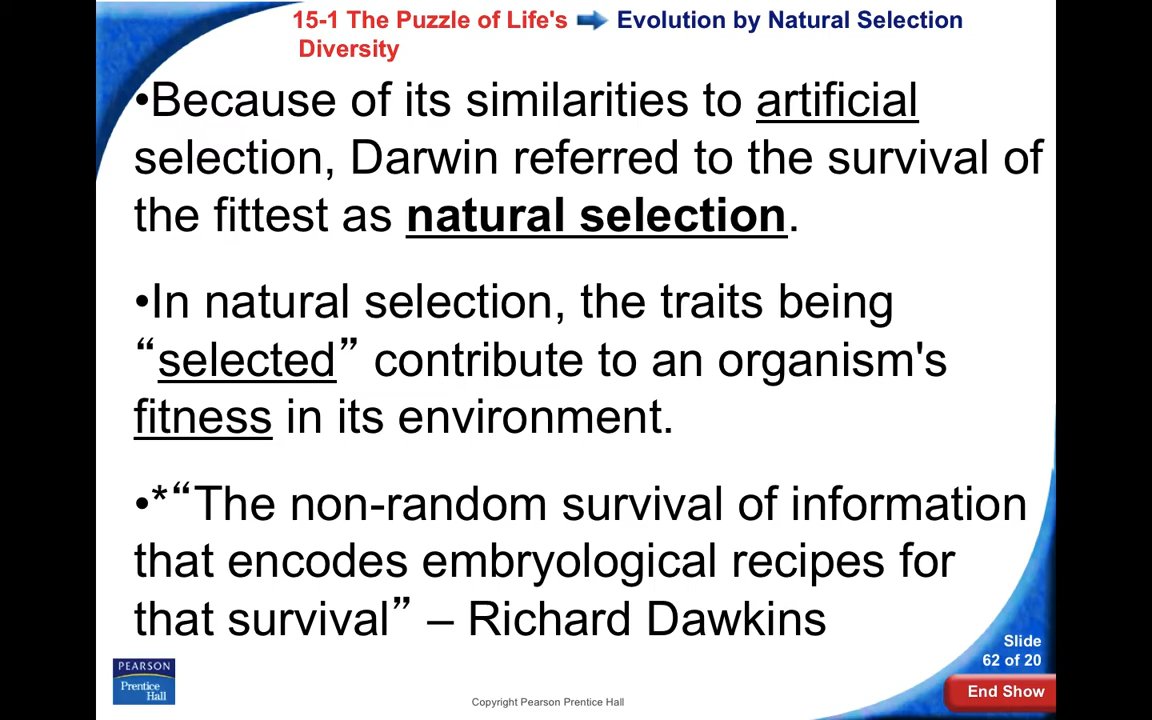 15-1 The Puzzle of Life's Diversity
Evolution by Natural Selection
•Because of its similarities to artificial
selection, Darwin referred to the survival of
the fittest as natural selection.
•In natural selection, the traits being
“selected” contribute to an organism's
fitness in its environment.
•*“The non-random survival of information
that encodes embryological recipes for
that survival” – Richard Dawkins
Slide
62 of 20
End Show
PEARSON
Prentice
Hall
Copyright Pearson Prentice Hall